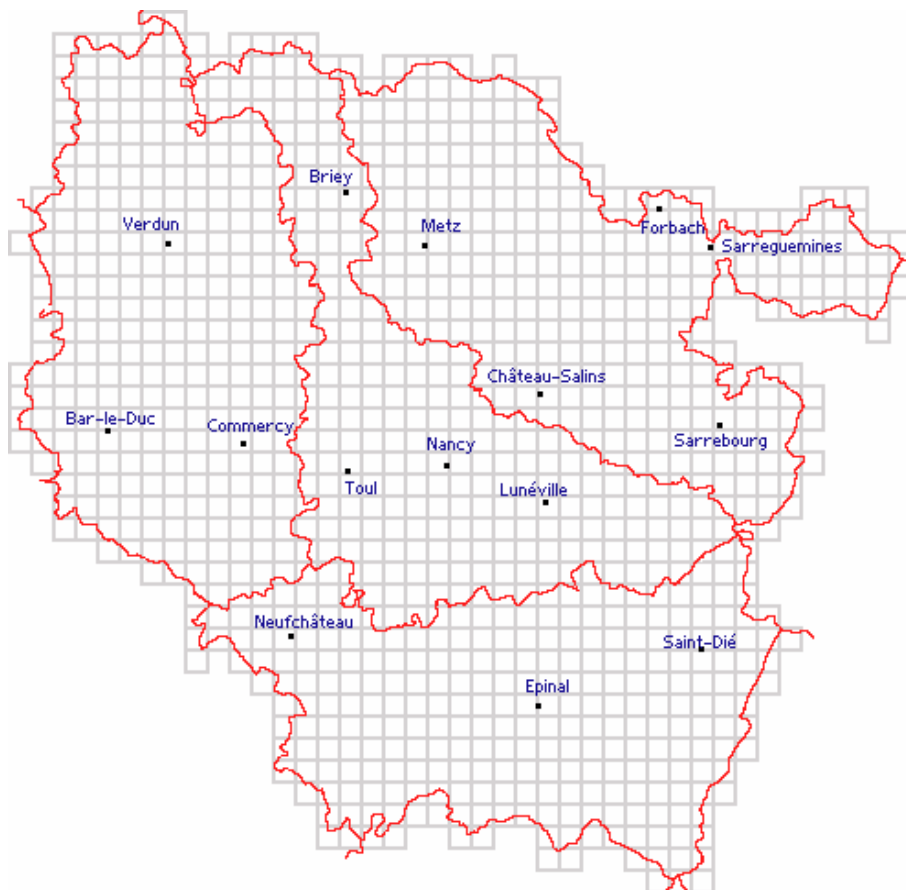 Briey
Verdun
Metz
Forbach
Sarreguemines
Château-Salins
Bar-le-Duc
Commercy
Sarrebourg
Nancy
Toul
Lunéville
Neufchâteau
Saint-Dié
Epinal